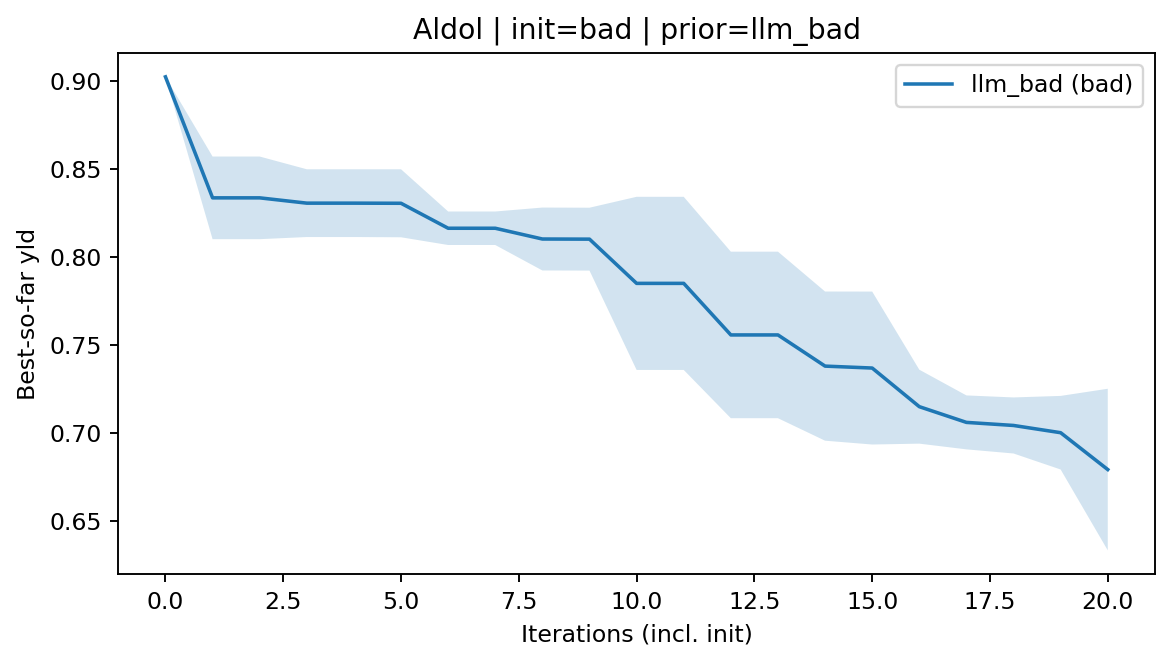 Aldol | init=bad | prior=llm_bad
llm_bad (bad)
Best-so-far yld
0.90
0.85
0.80
0.75
0.70
0.65
0.0 2.5 5.0 7.5 10.0 12.5 15.0 17.5 20.0
Iterations (incl. init)